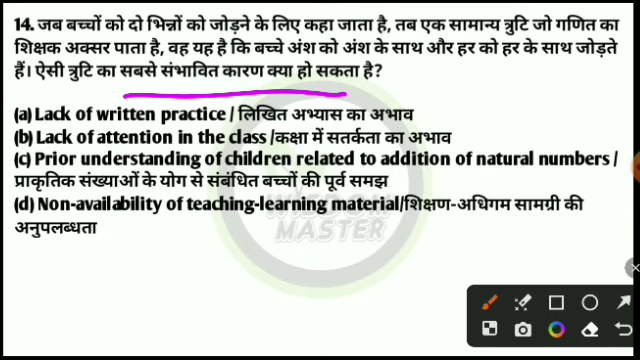 14. जब बच्चों को दो भिन्नों को जोड़ने के लिए कहा जाता है, तब एक सामान्य त्रुटि जो गणित का
शिक्षक अक्सर पाता है, वह यह है कि बच्चे अंश को अंश के साथ और हर को हर के साथ जोड़ते
हैं। ऐसी त्रुटि का सबसे संभावित कारण क्या हो सकता है?
(a) Lack of written practice / लिखित अभ्यास का अभाव
(b) Lack of attention in the class /कक्षा में सतर्कता का अभाव
(c) Prior understanding of children related to addition of natural numbers /
प्राकृतिक संख्याओं के योग से संबंधित बच्चों की पूर्व समझ
(d) Non-availability of teaching-learning material/शिक्षण-अधिगम सामग्री की
अनुपलब्धता
WISDOM
MASTER